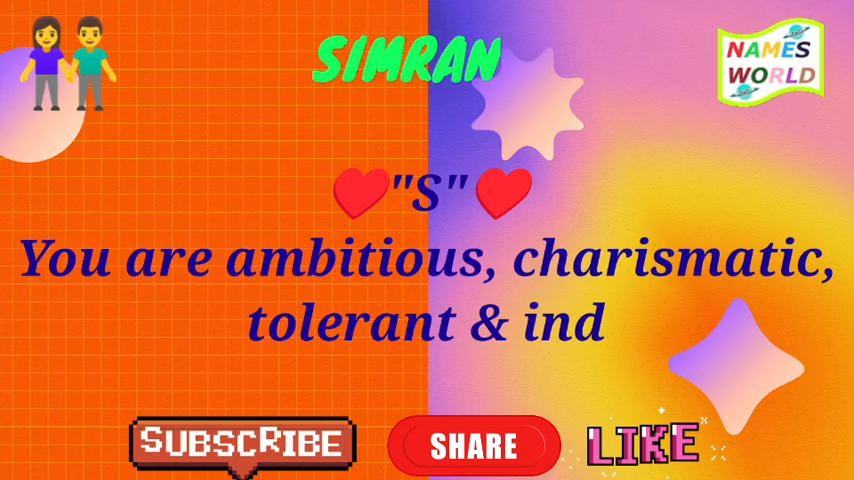 SIMRAN
NAMES
WORLD
"S"
You are ambitious, charismatic,
tolerant & ind
SUBSCRIBE
SHARE
LIKE